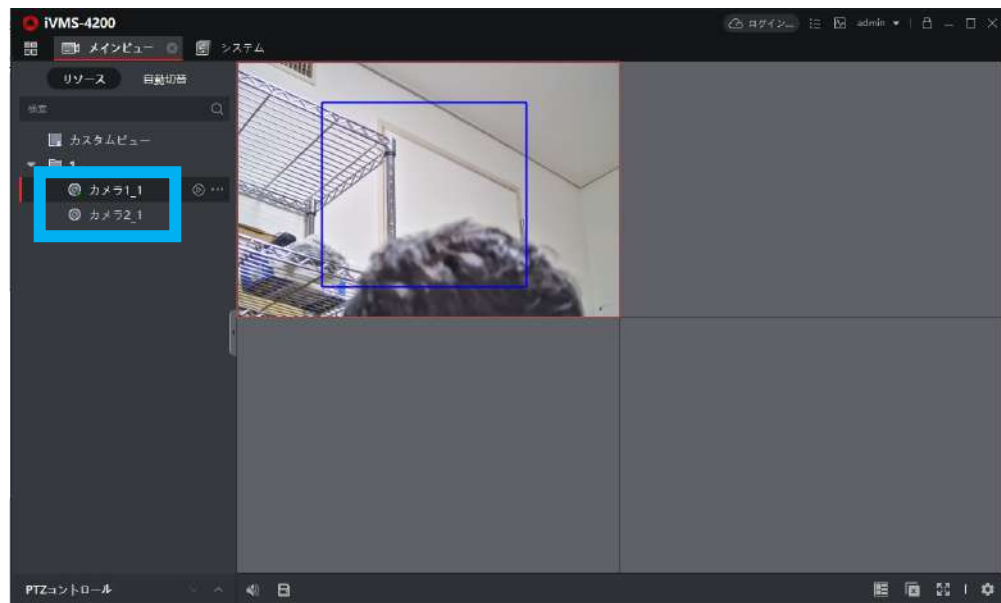 iVMS-4200
ログイン...
admin
メインビュー
システム
リソース 自動切替
検索
カスタムビュー
1
カメラ1_1
カメラ2_1
PTZコントロール